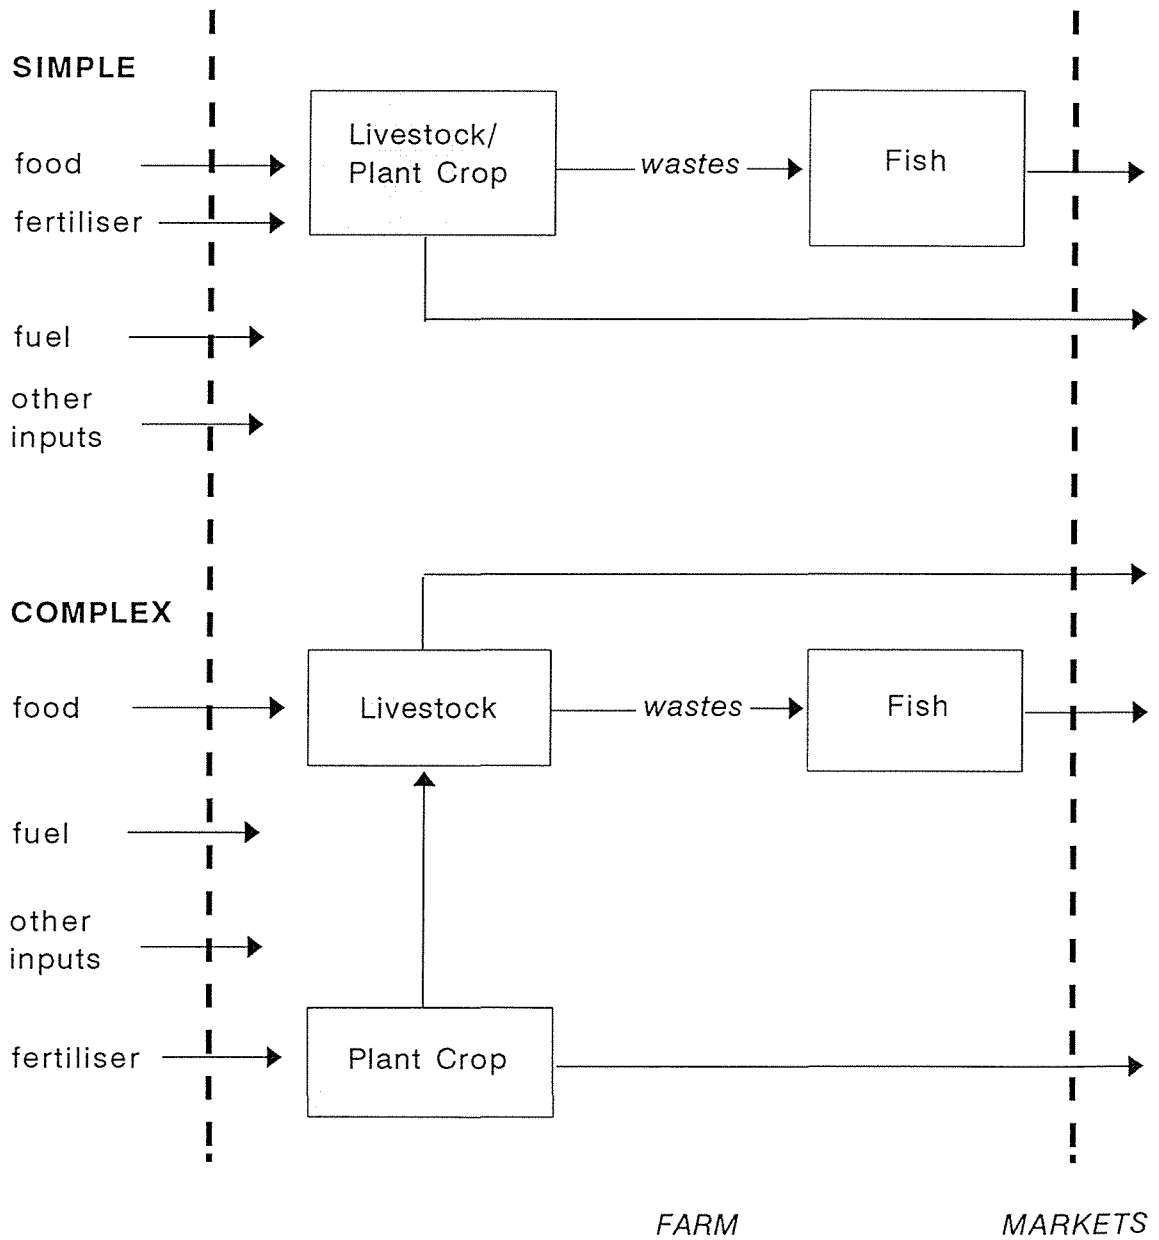 SIMPLE
food
fertiliser
fuel
other
inputs
Livestock/
Plant Crop
wastes
Fish
COMPLEX
food
fuel
other
inputs
fertiliser
Livestock
wastes
Fish
Plant Crop
FARM
MARKETS